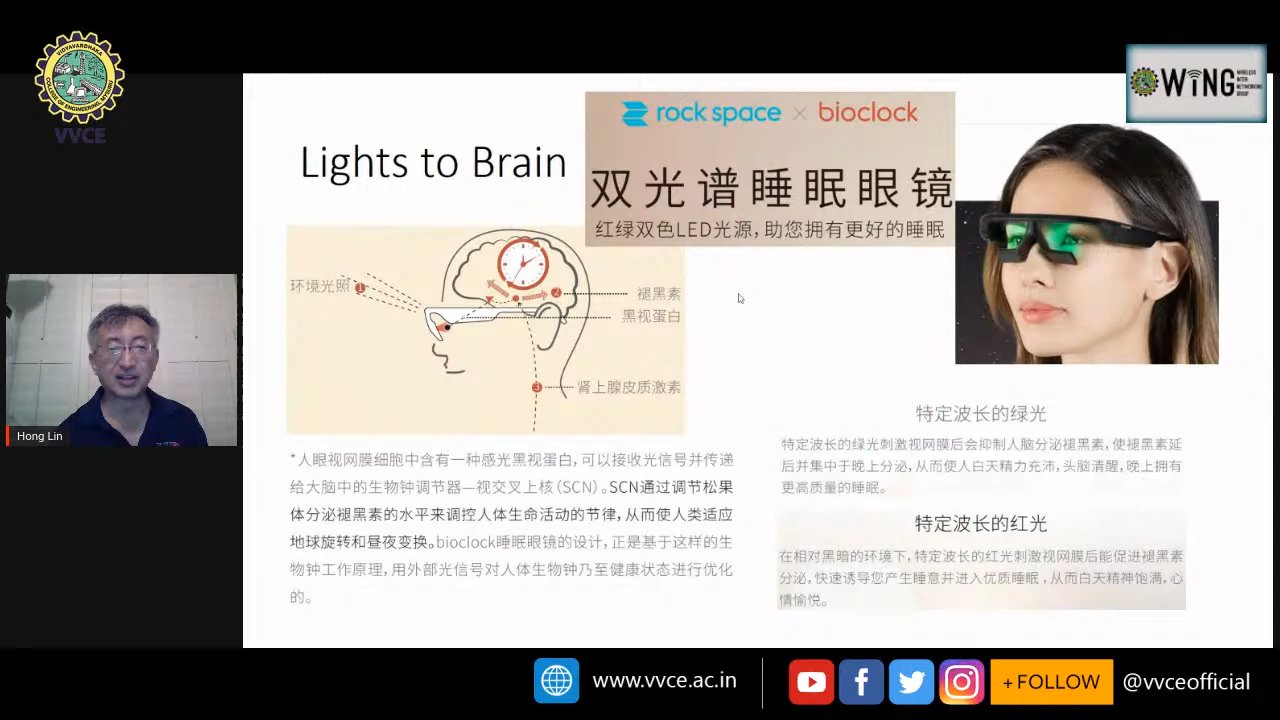 VIDYAVARDHAKA
COLLEGE OF ENGINEERING, MYSURU
VVCE
WiNG
WIRELESS
INTER
NETWORKING
GROUP
rock space × bioclock
Lights to Brain
双光谱睡眠眼镜
红绿双色LED光源，助您拥有更好的睡眠
环境光照 1
2 褪黑素
黑视蛋白
3 肾上腺皮质激素
*人眼视网膜细胞中含有一种感光黑视蛋白，可以接收光信号并传递
给大脑中的生物钟调节器—视交叉上核（SCN）。SCN通过调节松果
体分泌褪黑素的水平来调控人体生命活动的节律，从而使人类适应
地球旋转和昼夜变换。bioclock睡眠眼镜的设计，正是基于这样的生
物钟工作原理，用外部光信号对人体生物钟乃至健康状态进行优化
的。
特定波长的绿光
特定波长的绿光刺激视网膜后会抑制人脑分泌褪黑素，使褪黑素延
后并集中于晚上分泌，从而使人白天精力充沛，头脑清醒，晚上拥有
更高质量的睡眠。
特定波长的红光
在相对黑暗的环境下，特定波长的红光刺激视网膜后能促进褪黑素
分泌，快速诱导您产生睡意并进入优质睡眠，从而白天精神饱满，心
情愉悦。
Hong Lin
www.vvce.ac.in
+ FOLLOW
@vvceofficial